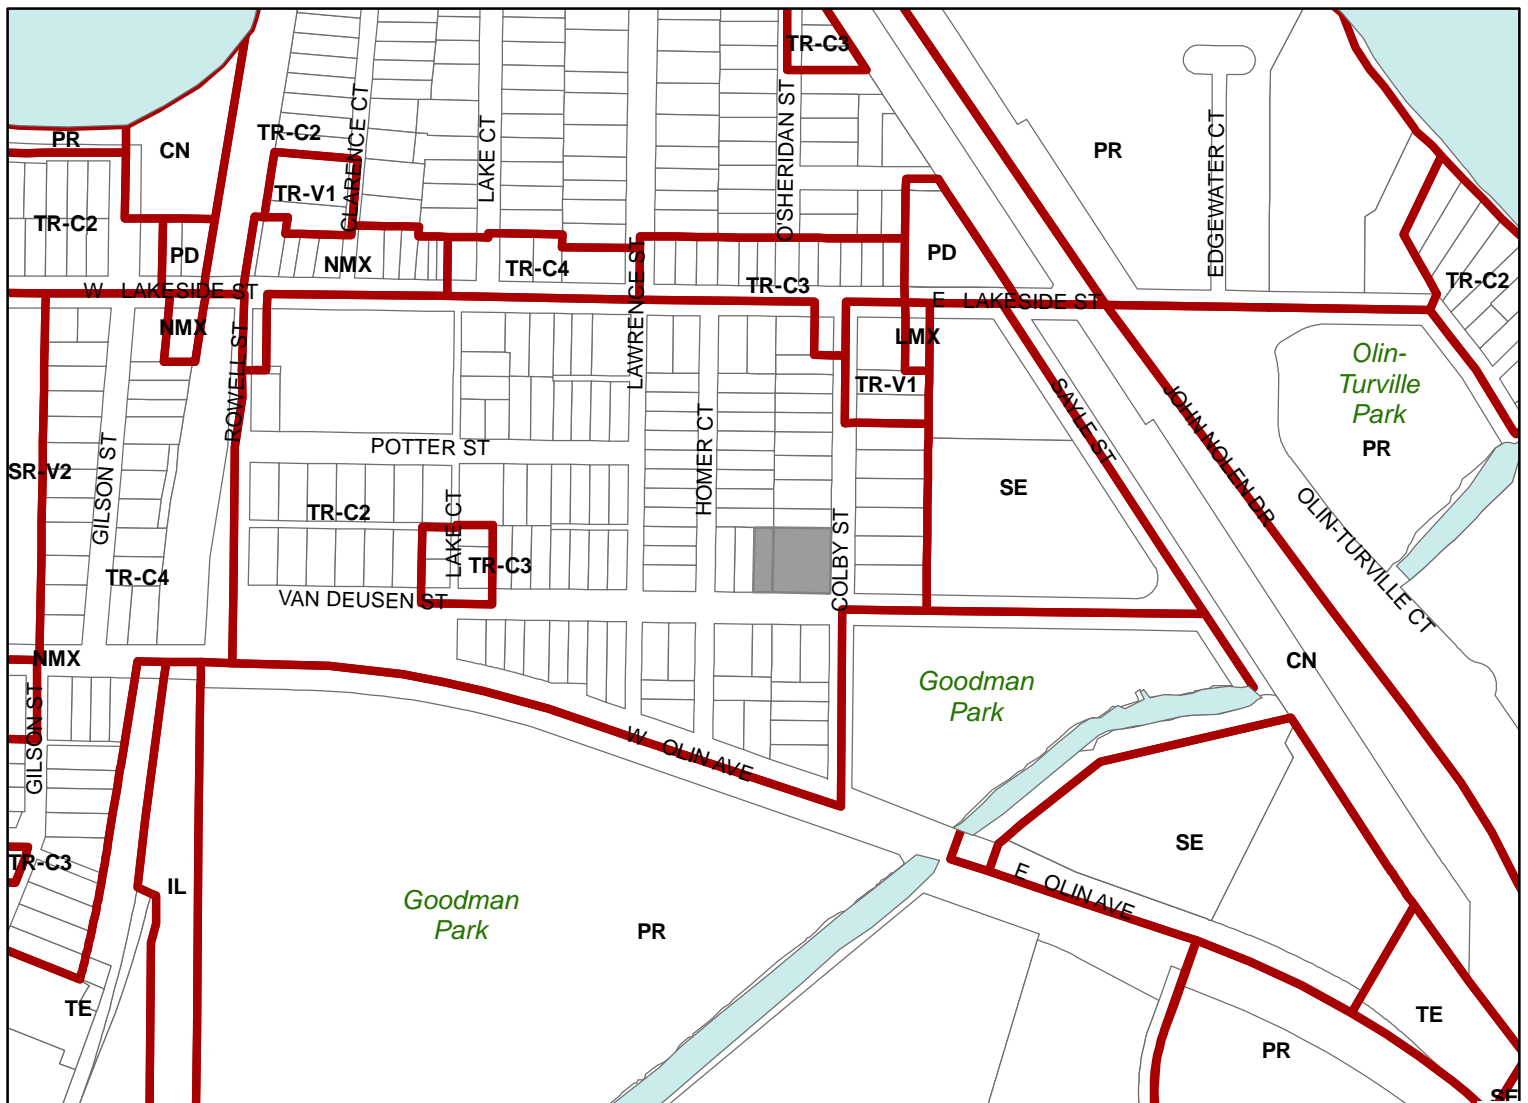 TR-C3
PR
CN
TR-C2
CLARENCE CT
LAKE CT
OSHERIDAN ST
PR
EDGEWATER CT
TR-V1
TR-C2
PD
NMX
TR-C4
PD
TR-C2
W LAKESIDE ST
TR-C3
E LAKESIDE ST
NMX
LAWRENCE ST
LMX
Olin-
Turville
Park
PR
ROWELL ST
TR-V1
SAYLE ST
JOHN NOLEN DR
POTTER ST
HOMER CT
SR-V2
GILSON ST
SE
TR-C2
LAKE CT
TR-C3
COLBY ST
OLIN-TURVILLE CT
TR-C4
VAN DEUSEN ST
NMX
CN
Goodman
Park
GILSON ST
W OLIN AVE
SE
TR-C3
IL
E OLIN AVE
Goodman
Park
PR
TE
TE
PR
SE